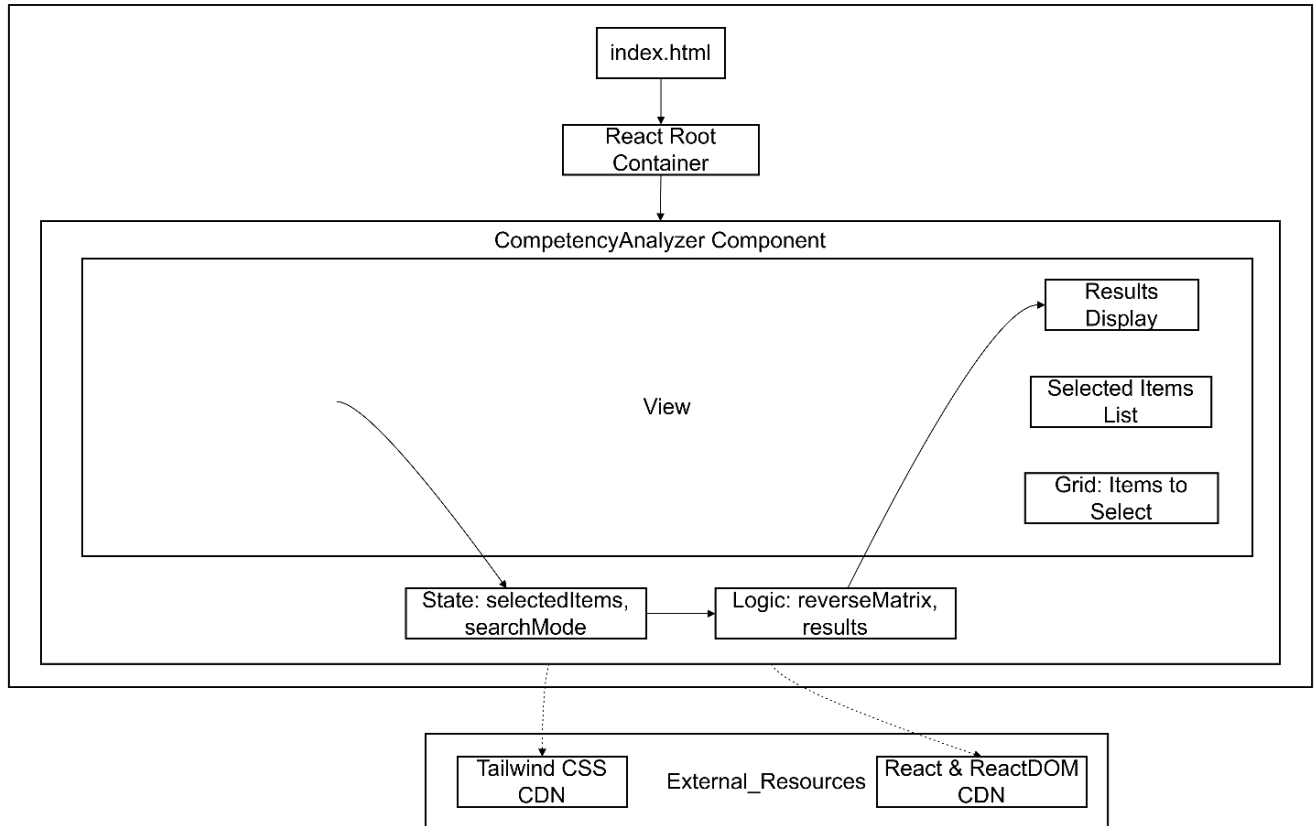 index.html
React Root
Container
CompetencyAnalyzer Component
Results
Display
View
Selected Items
List
Grid: Items to
Select
State: selectedItems,
searchMode
Logic: reverseMatrix,
results
Tailwind CSS
CDN
External_Resources
React & ReactDOM
CDN